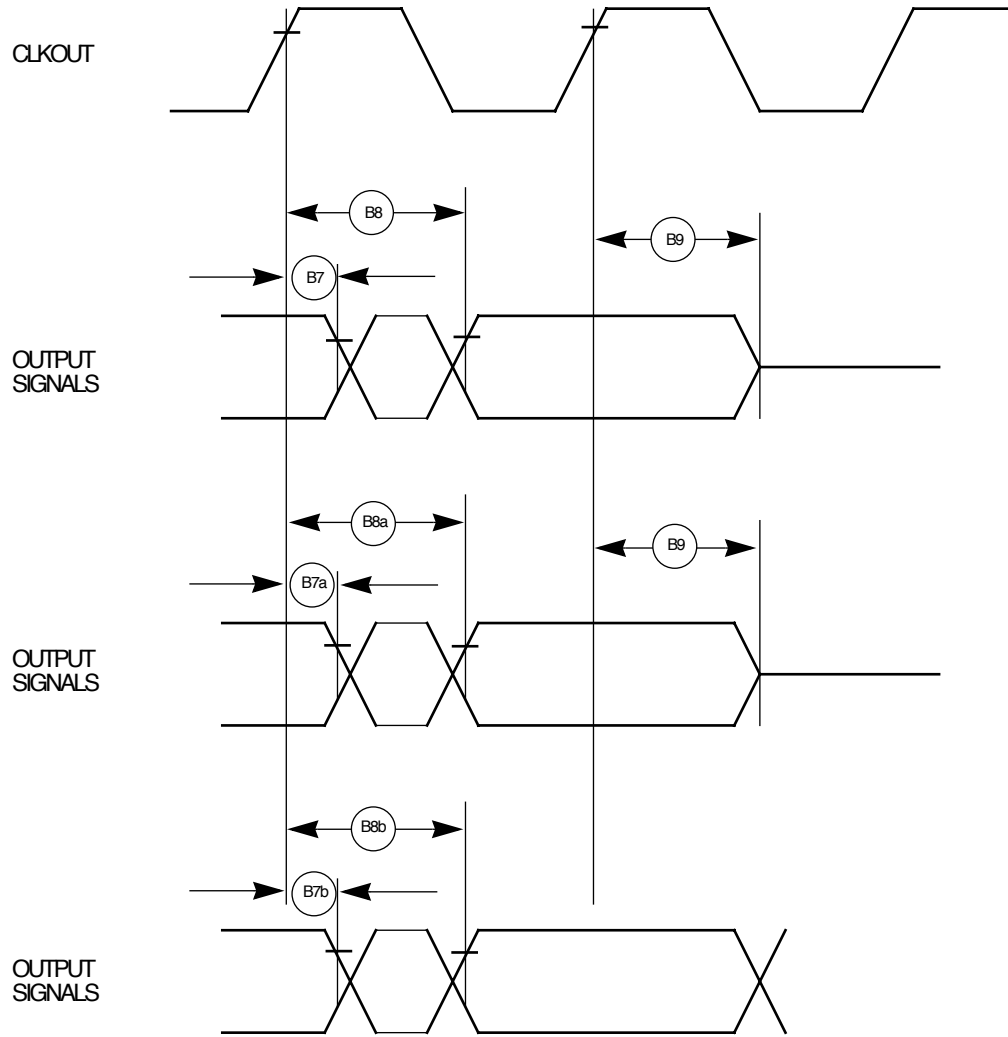 CLKOUT
B8
B9
B7
OUTPUT
SIGNALS
B8a
B9
B7a
OUTPUT
SIGNALS
B8b
B7b
OUTPUT
SIGNALS